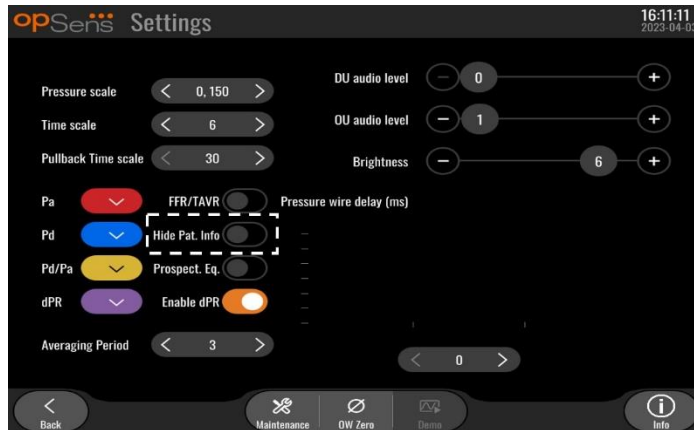 opSens Settings
16:11:11
2023-04-03
Pressure scale < 0, 150 >
Time scale < 6 >
Pullback Time scale < 30 >
DU audio level − 0 +
OU audio level − 1 +
Brightness − 6 +
Pa FFR/TAVR Pressure wire delay (ms)
Pd Hide Pat. Info
Pd/Pa Prospect. Eq.
dPR Enable dPR
Averaging Period < 3 >
< 0 >
Back Maintenance OW Zero Demo Info